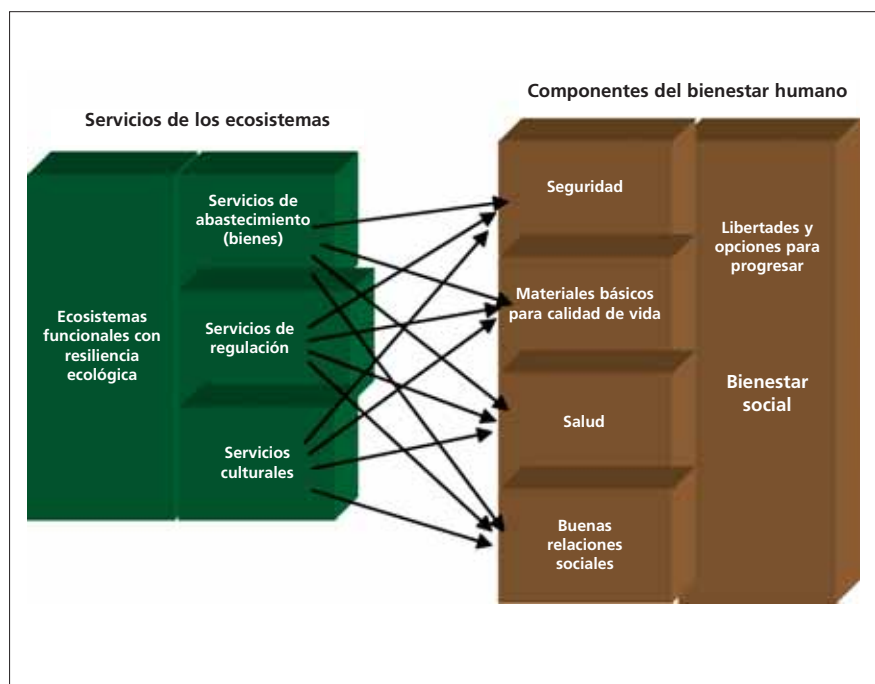 Servicios de los ecosistemas
Ecosistemas
funcionales con
resiliencia
ecológica
Servicios de
abastecimiento
(bienes)
Servicios de
regulación
Servicios
culturales
Componentes del bienestar humano
Seguridad
Materiales básicos
para calidad de vida
Salud
Buenas
relaciones
sociales
Libertades y
opciones para
progresar
Bienestar
social